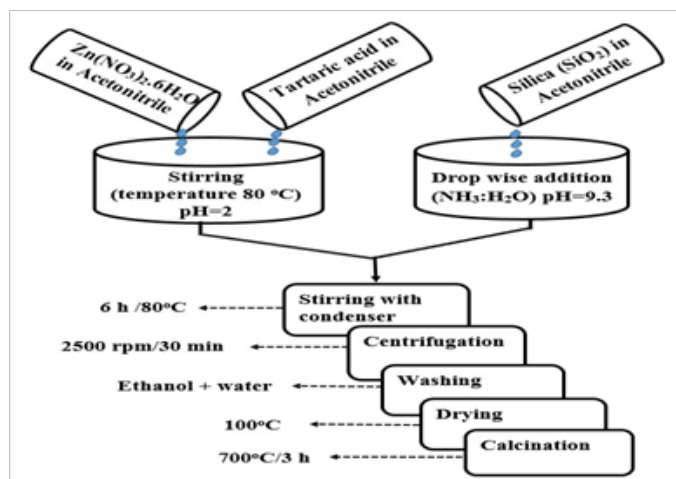 Zn(NO₃)₂.6H₂O
in Acetonitrile
Tartaric acid in
Acetonitrile
Silica (SiO₂) in
Acetonitrile
Stirring
(temperature 80 °C)
pH=2
Drop wise addition
(NH₃:H₂O) pH=9.3
6 h /80°C
Stirring with
condenser
2500 rpm/30 min
Centrifugation
Ethanol + water
Washing
100°C
Drying
700°C/3 h
Calcination